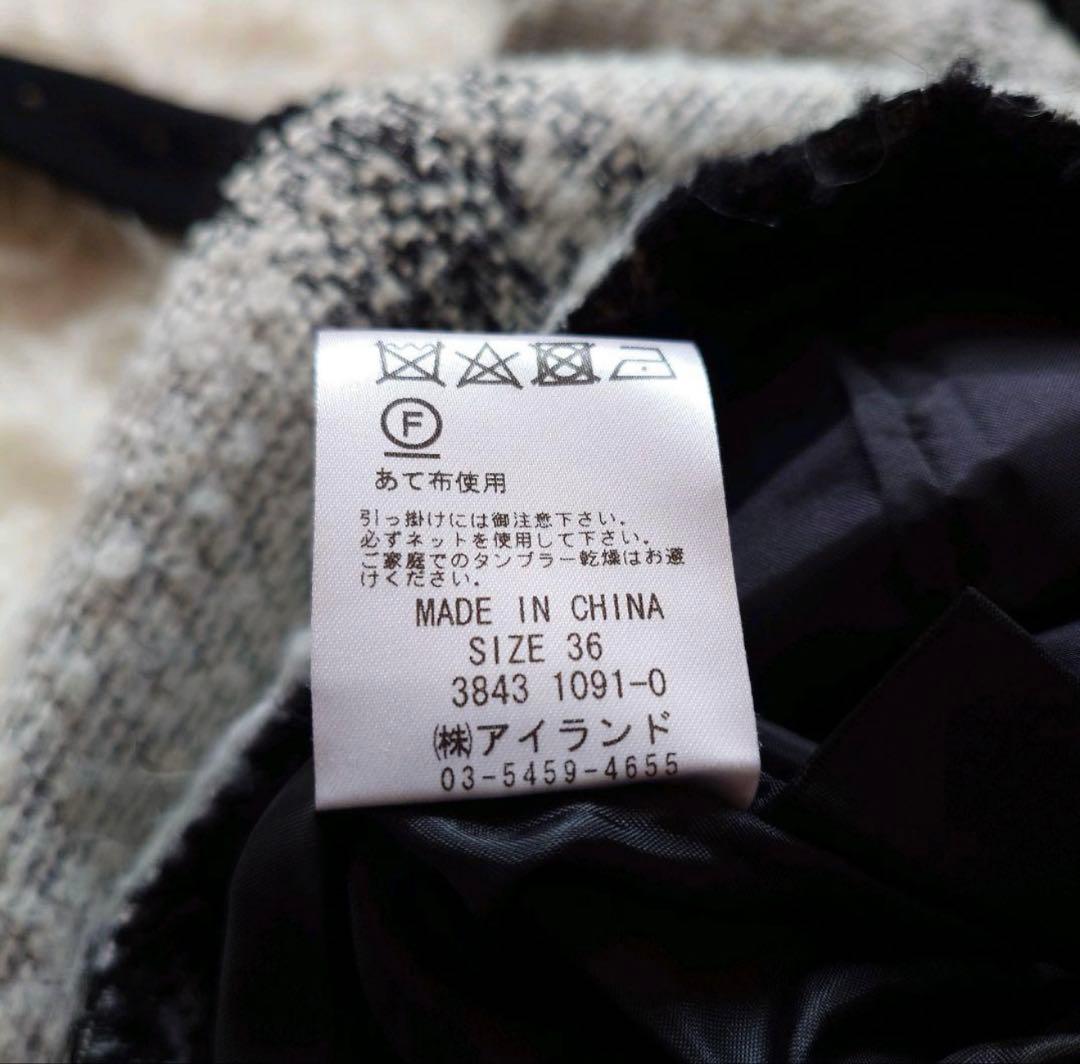 F
あて布使用
引っ掛けには御注意下さい。
必ずネットを使用して下さい。
ご家庭でのタンブラー乾燥はお避
けください。
MADE IN CHINA
SIZE 36
3843 1091-0
㈱アイランド
03-5459-4655